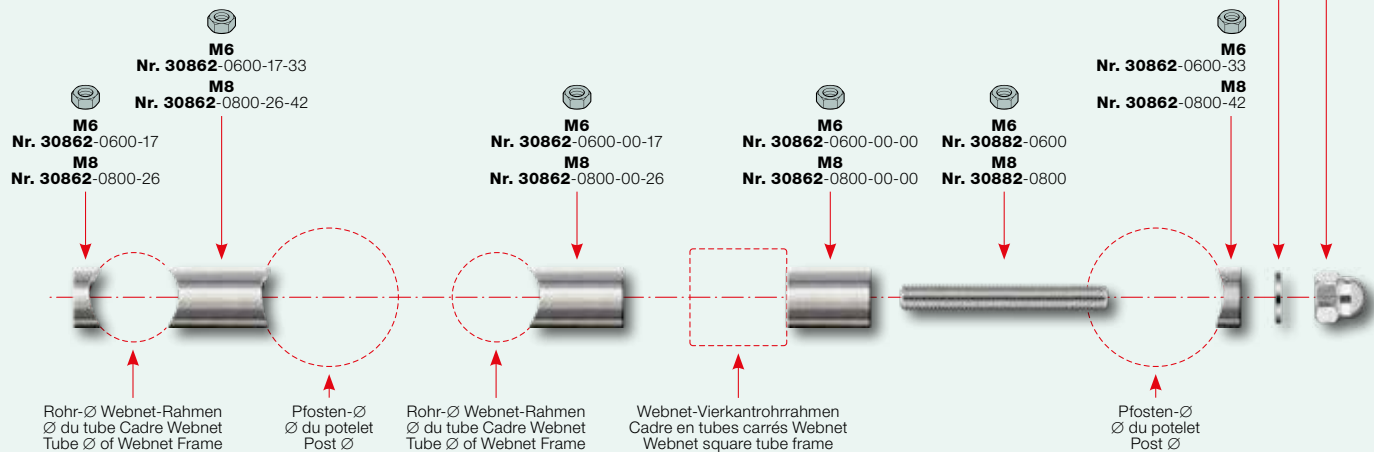 M6
Nr. 30862-0600-17-33
M8
Nr. 30862-0800-26-42
M6
Nr. 30862-0600-17
M8
Nr. 30862-0800-26
M6
Nr. 30862-0600-00-17
M8
Nr. 30862-0800-00-26
M6
Nr. 30862-0600-00-00
M8
Nr. 30862-0800-00-00
M6
Nr. 30882-0600
M8
Nr. 30882-0800
M6
Nr. 30862-0600-33
M8
Nr. 30862-0800-42
Rohr-Ø Webnet-Rahmen
Ø du tube Cadre Webnet
Tube Ø of Webnet Frame
Pfosten-Ø
Ø du potelet
Post Ø
Rohr-Ø Webnet-Rahmen
Ø du tube Cadre Webnet
Tube Ø of Webnet Frame
Webnet-Vierkantrohrrahmen
Cadre en tubes carrés Webnet
Webnet square tube frame
Pfosten-Ø
Ø du potelet
Post Ø